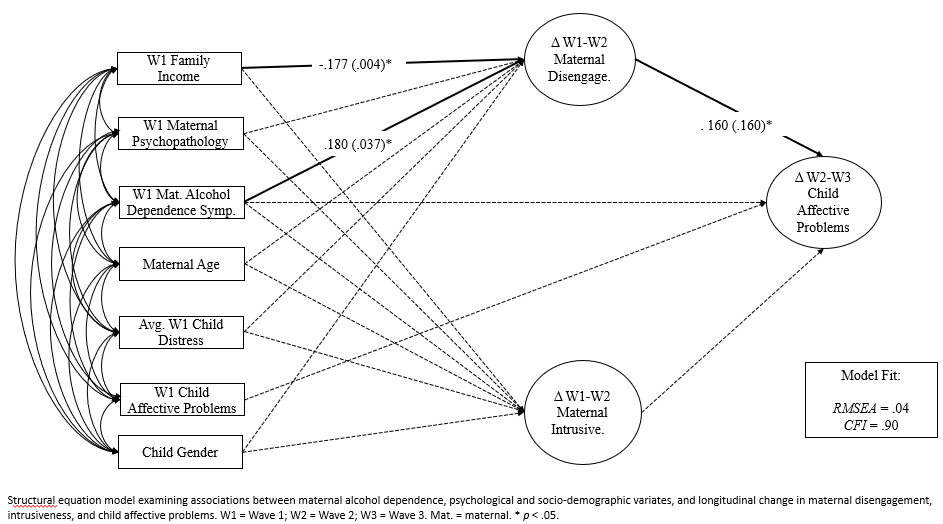 W1 Family
Income
W1 Maternal
Psychopathology
W1 Mat. Alcohol
Dependence Symp.
Maternal Age
Avg. W1 Child
Distress
W1 Child
Affective Problems
Child Gender
-.177 (.004)*
.180 (.037)*
Δ W1-W2
Maternal
Disengage.
Δ W1-W2
Maternal
Intrusive.
. 160 (.160)*
Δ W2-W3
Child
Affective
Problems
Model Fit:
RMSEA = .04
CFI = .90
Structural equation model examining associations between maternal alcohol dependence, psychological and socio-demographic variates, and longitudinal change in maternal disengagement,
intrusiveness, and child affective problems. W1 = Wave 1; W2 = Wave 2; W3 = Wave 3. Mat. = maternal. * p < .05.